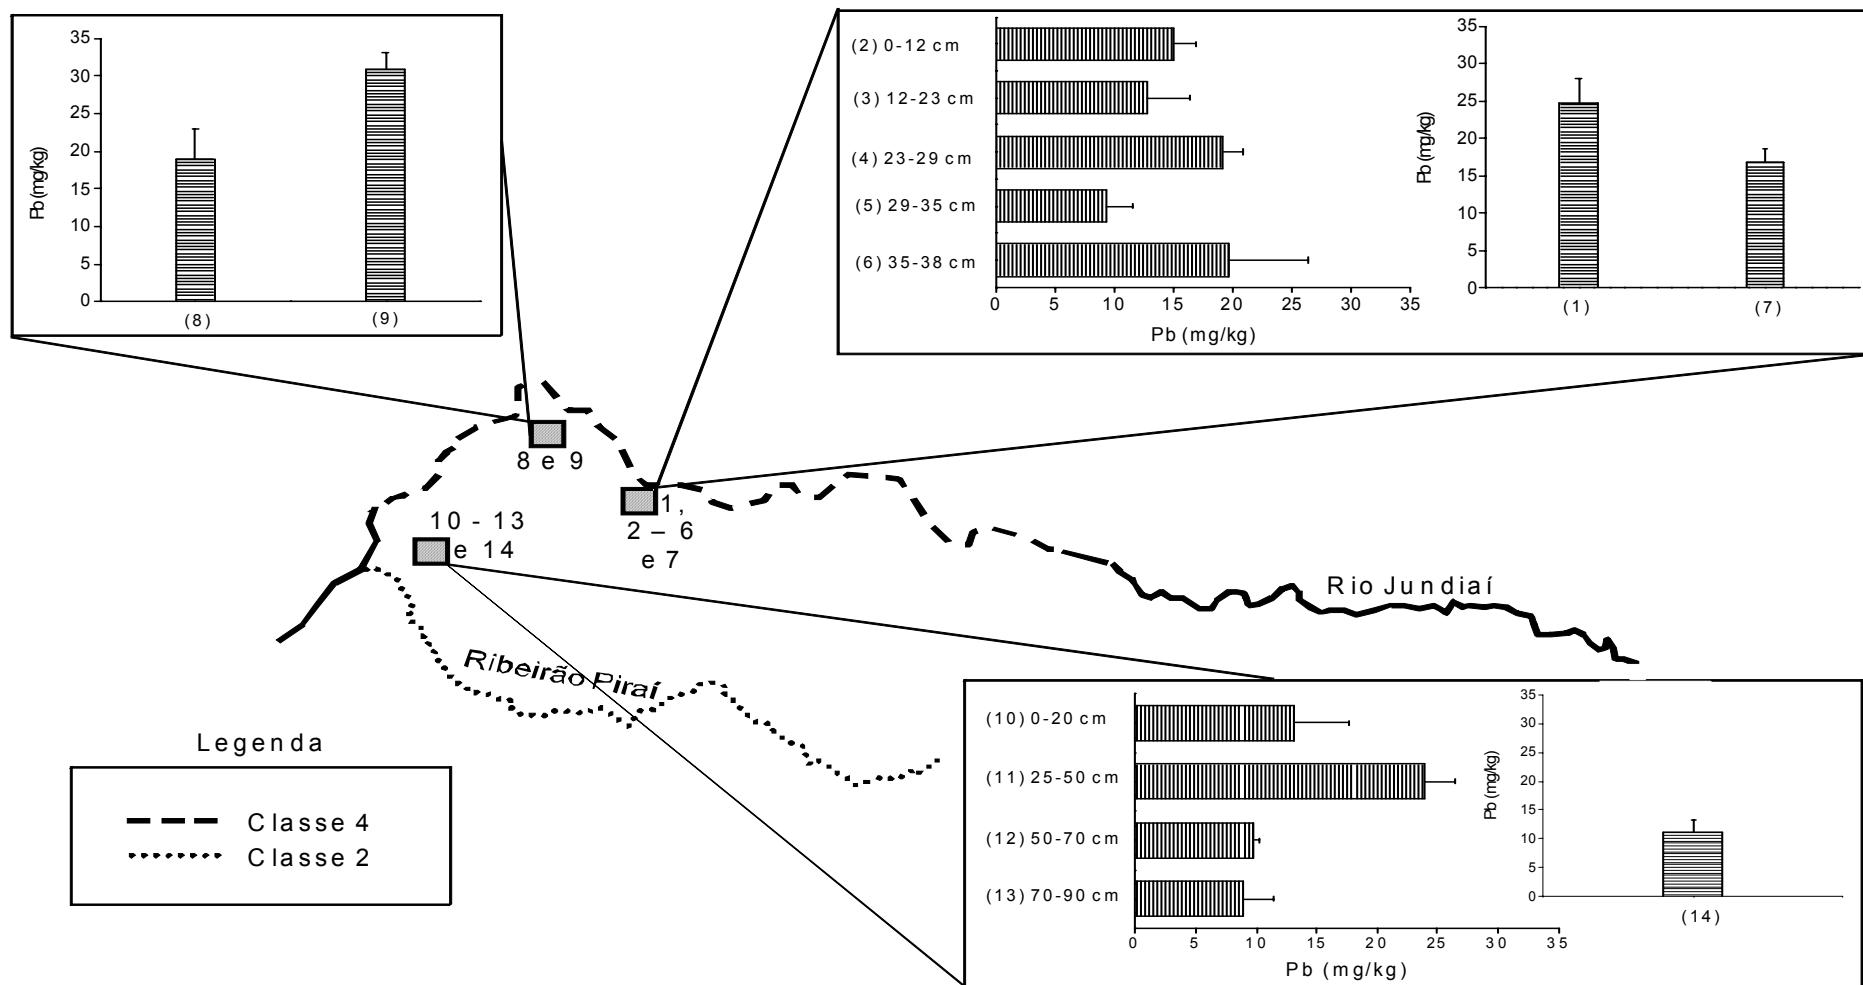 35
30
25
20
15
10
5
0
Pb (mg/kg)
(8)
(9)
(2) 0-12 cm
(3) 12-23 cm
(4) 23-29 cm
(5) 29-35 cm
(6) 35-38 cm
0 5 10 15 20 25 30 35
Pb (mg/kg)
35
30
25
20
15
10
5
0
Pb (mg/kg)
(1)
(7)
8 e 9
1,
2 – 6
e 7
10 - 13
e 14
Rio Jundiaí
Ribeirão Piraí
Legenda
Classe 4
Classe 2
(10) 0-20 cm
(11) 25-50 cm
(12) 50-70 cm
(13) 70-90 cm
0 5 10 15 20 25 30 35
Pb (mg/kg)
35
30
25
20
15
10
5
0
Pb (mg/kg)
(14)